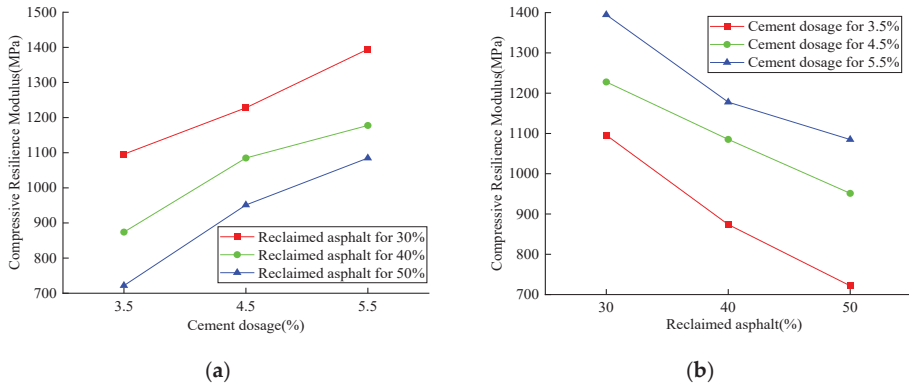 1500
1400
1300
1200
1100
1000
900
800
700
3.5
4.5
5.5
Compressive Resilience Modulus(MPa)
Cement dosage(%)
Reclaimed asphalt for 30%
Reclaimed asphalt for 40%
Reclaimed asphalt for 50%
(a)
1400
1300
1200
1100
1000
900
800
700
30
40
50
Compressive Resilience Modulus(MPa)
Reclaimed asphalt(%)
Cement dosage for 3.5%
Cement dosage for 4.5%
Cement dosage for 5.5%
(b)